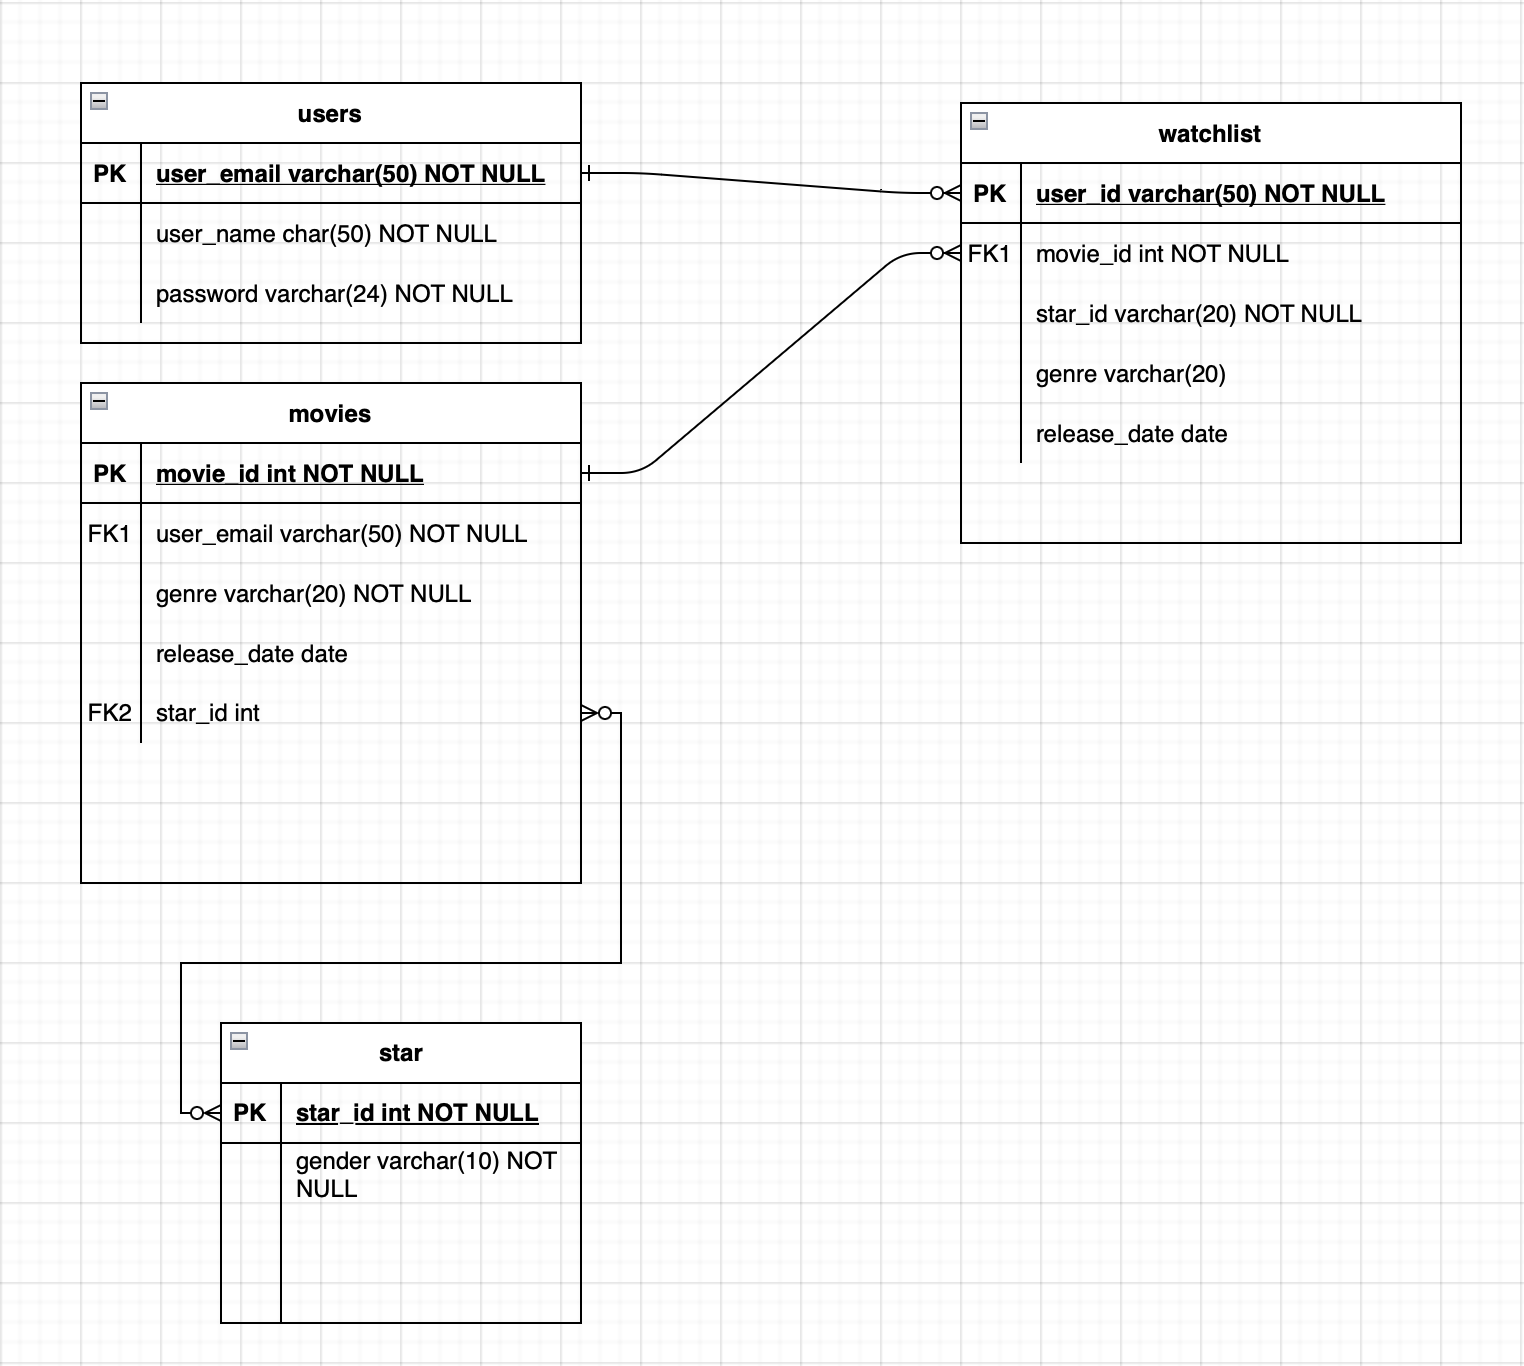 users
PK user_email varchar(50) NOT NULL
user_name char(50) NOT NULL
password varchar(24) NOT NULL
movies
PK movie_id int NOT NULL
FK1 user_email varchar(50) NOT NULL
genre varchar(20) NOT NULL
release_date date
FK2 star_id int
star
PK star_id int NOT NULL
gender varchar(10) NOT
NULL
watchlist
PK user_id varchar(50) NOT NULL
FK1 movie_id int NOT NULL
star_id varchar(20) NOT NULL
genre varchar(20)
release_date date